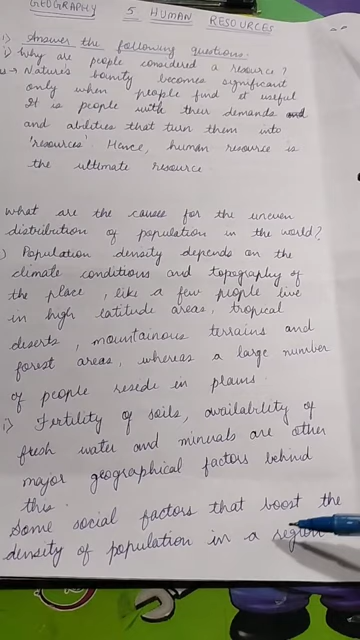 GEOGRAPHY 5 HUMAN RESOURCES
1) Answer the following questions.
i) Why are people considered a resource?
→ Nature's bounity becomes significant
only when people find it useful
It is people with their demands and
and abilities that turn them into
'resources'. Hence, human resource is
the ultimate resource.
What are the causes for the uneven
distribution of population in the world?
) Population density depends on the
climate conditions and topography of
the place, like a few people live
in high latitude areas, tropical
deserts, mountainous terrains and
forest areas, whereas a large number
of people resede in plains.
i) Fertility of soils, availability of
fresh water and minerals are other
major geographical factors behind
this.
Some social factors that boost the
density of population in a region